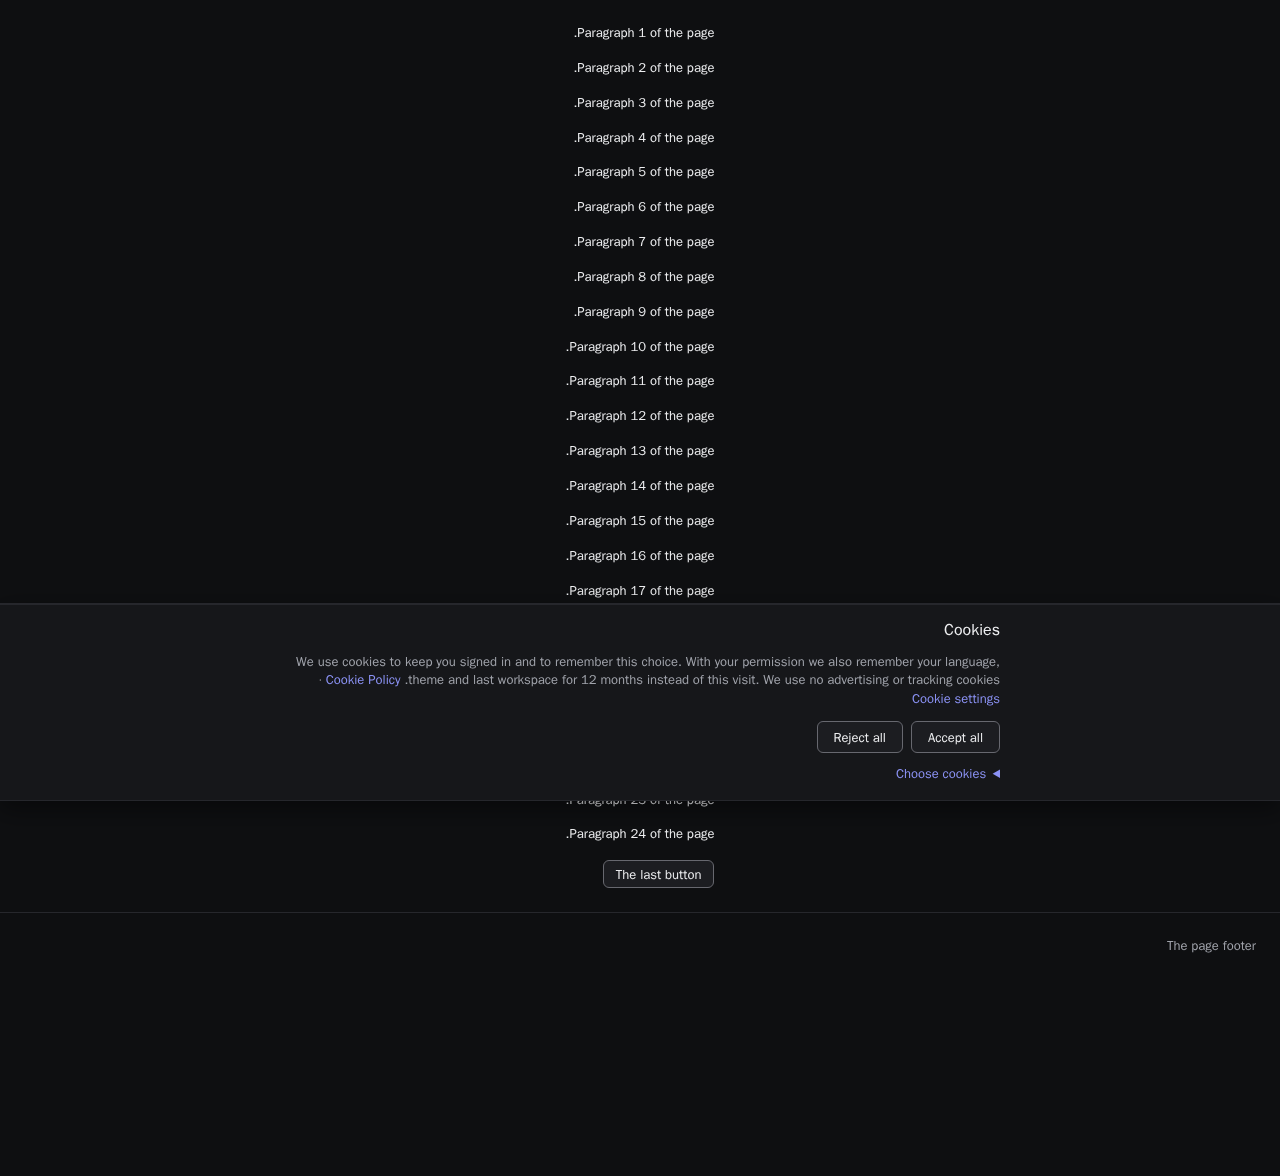 .Paragraph 1 of the page
.Paragraph 2 of the page
.Paragraph 3 of the page
.Paragraph 4 of the page
.Paragraph 5 of the page
.Paragraph 6 of the page
.Paragraph 7 of the page
.Paragraph 8 of the page
.Paragraph 9 of the page
.Paragraph 10 of the page
.Paragraph 11 of the page
.Paragraph 12 of the page
.Paragraph 13 of the page
.Paragraph 14 of the page
.Paragraph 15 of the page
.Paragraph 16 of the page
.Paragraph 17 of the page
Cookies
We use cookies to keep you signed in and to remember this choice. With your permission we also remember your language,
· Cookie Policy .theme and last workspace for 12 months instead of this visit. We use no advertising or tracking cookies
Cookie settings
Reject all Accept all
Choose cookies
.Paragraph 23 of the page
.Paragraph 24 of the page
The last button
The page footer